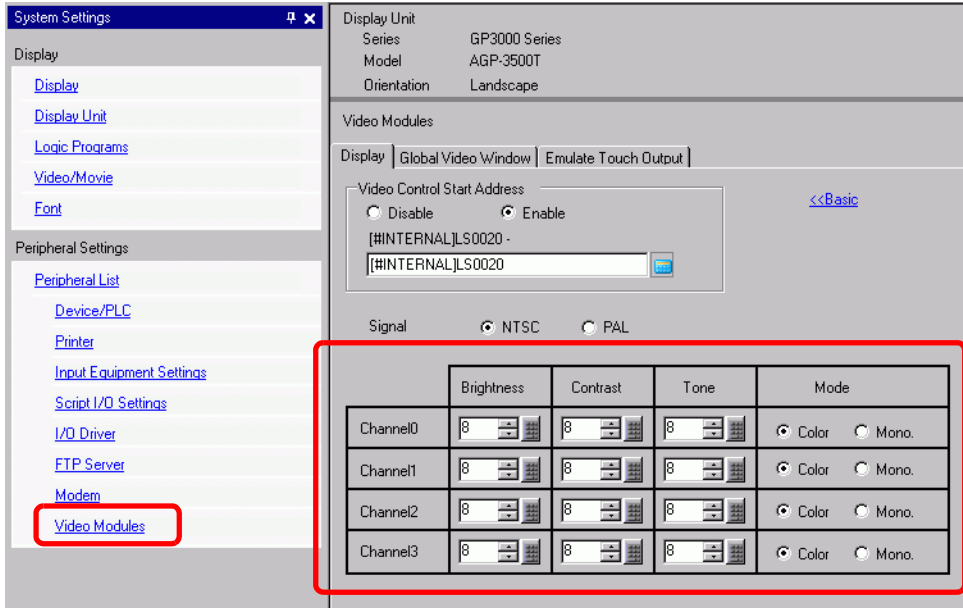 System Settings
Display
Display
Display Unit
Logic Programs
Video/Movie
Font
Peripheral Settings
Peripheral List
Device/PLC
Printer
Input Equipment Settings
Script I/O Settings
I/O Driver
FTP Server
Modem
Video Modules
Display Unit
Series GP3000 Series
Model AGP-3500T
Orientation Landscape
Video Modules
Display Global Video Window Emulate Touch Output
Video Control Start Address
<<Basic
Disable Enable
[#INTERNAL]LS0020 -
[#INTERNAL]LS0020
Signal NTSC PAL
Brightness Contrast Tone Mode
Channel0 8 8 8 Color Mono.
Channel1 8 8 8 Color Mono.
Channel2 8 8 8 Color Mono.
Channel3 8 8 8 Color Mono.